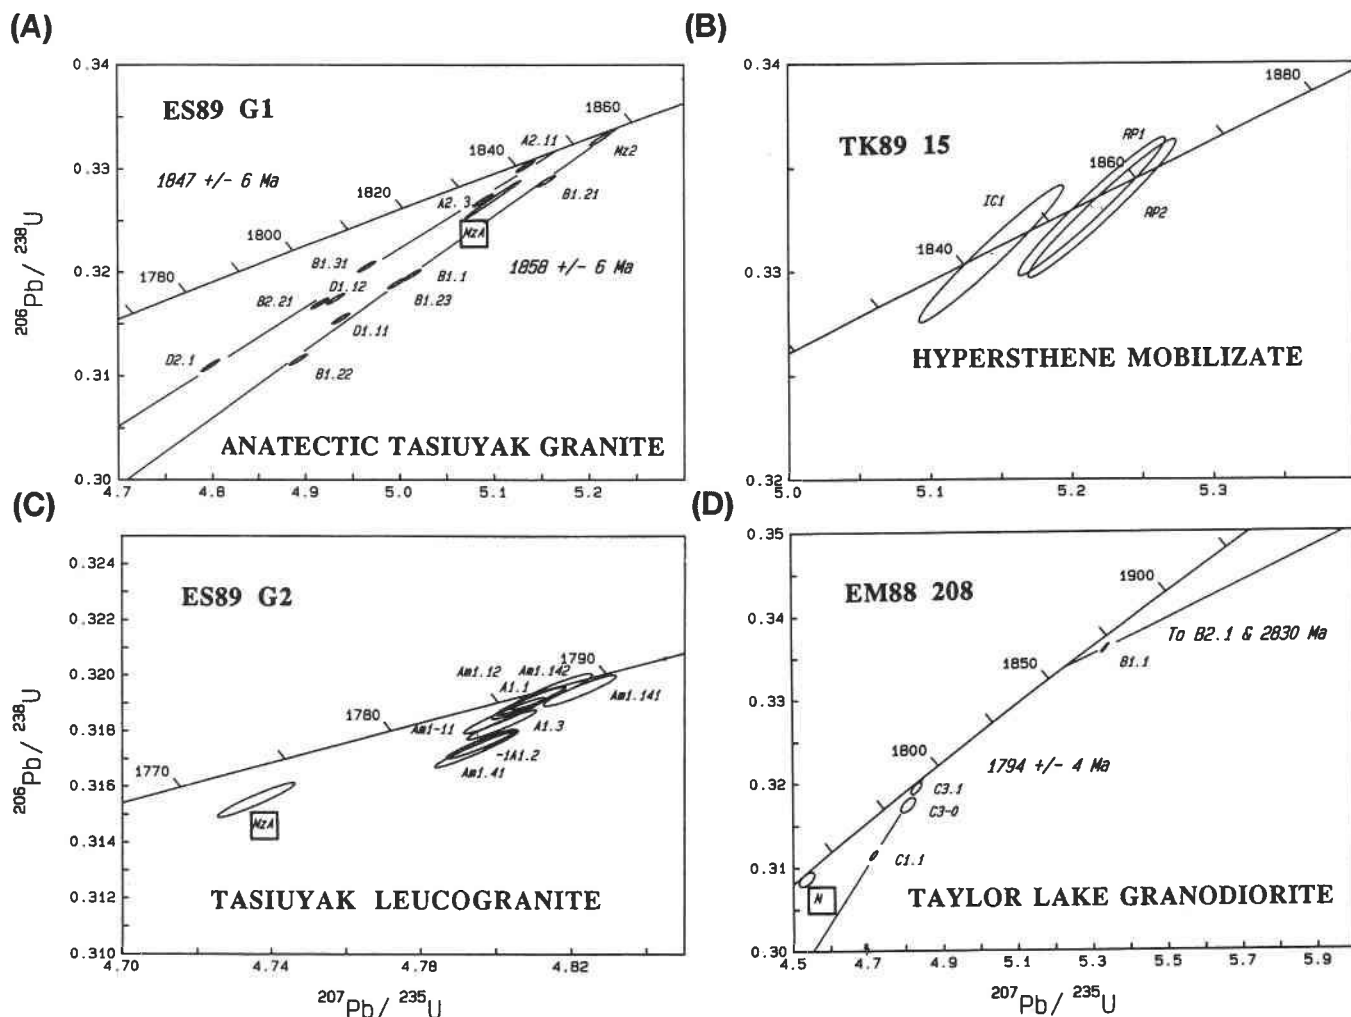 (A)
ES89 G1
1847 +/- 6 Ma
1858 +/- 6 Ma
ANATECTIC TASIUYAK GRANITE
0.34
0.33
0.32
0.31
0.30
4.7
4.8
4.9
5.0
5.1
5.2
1780
1800
1820
1840
1860
A2.11
Mz2
B1.21
A2.3
MzA
B1.31
B1.1
D1.12
B2.21
B1.23
D1.11
D2.1
B1.22
206Pb/ 238U
(B)
TK89 15
HYPERSTHENE MOBILIZATE
0.34
0.33
0.32
5.0
5.1
5.2
5.3
1840
1860
1880
RP1
IC1
RP2
(C)
ES89 G2
TASIUYAK LEUCOGRANITE
0.324
0.322
0.320
0.318
0.316
0.314
0.312
0.310
4.70
4.74
4.78
4.82
1770
1780
1790
Am1.12
Am1.142
A1.1
Am1.141
Am1-11
A1.3
-1A1.2
Am1.41
MzA
206Pb/ 238U
207Pb/ 235U
(D)
EM88 208
To B2.1 & 2830 Ma
1794 +/- 4 Ma
TAYLOR LAKE GRANODIORITE
0.35
0.34
0.33
0.32
0.31
0.30
4.5
4.7
4.9
5.1
5.3
5.5
5.7
5.9
1800
1850
1900
B1.1
C3.1
C3-0
C1.1
M
207Pb/ 235U